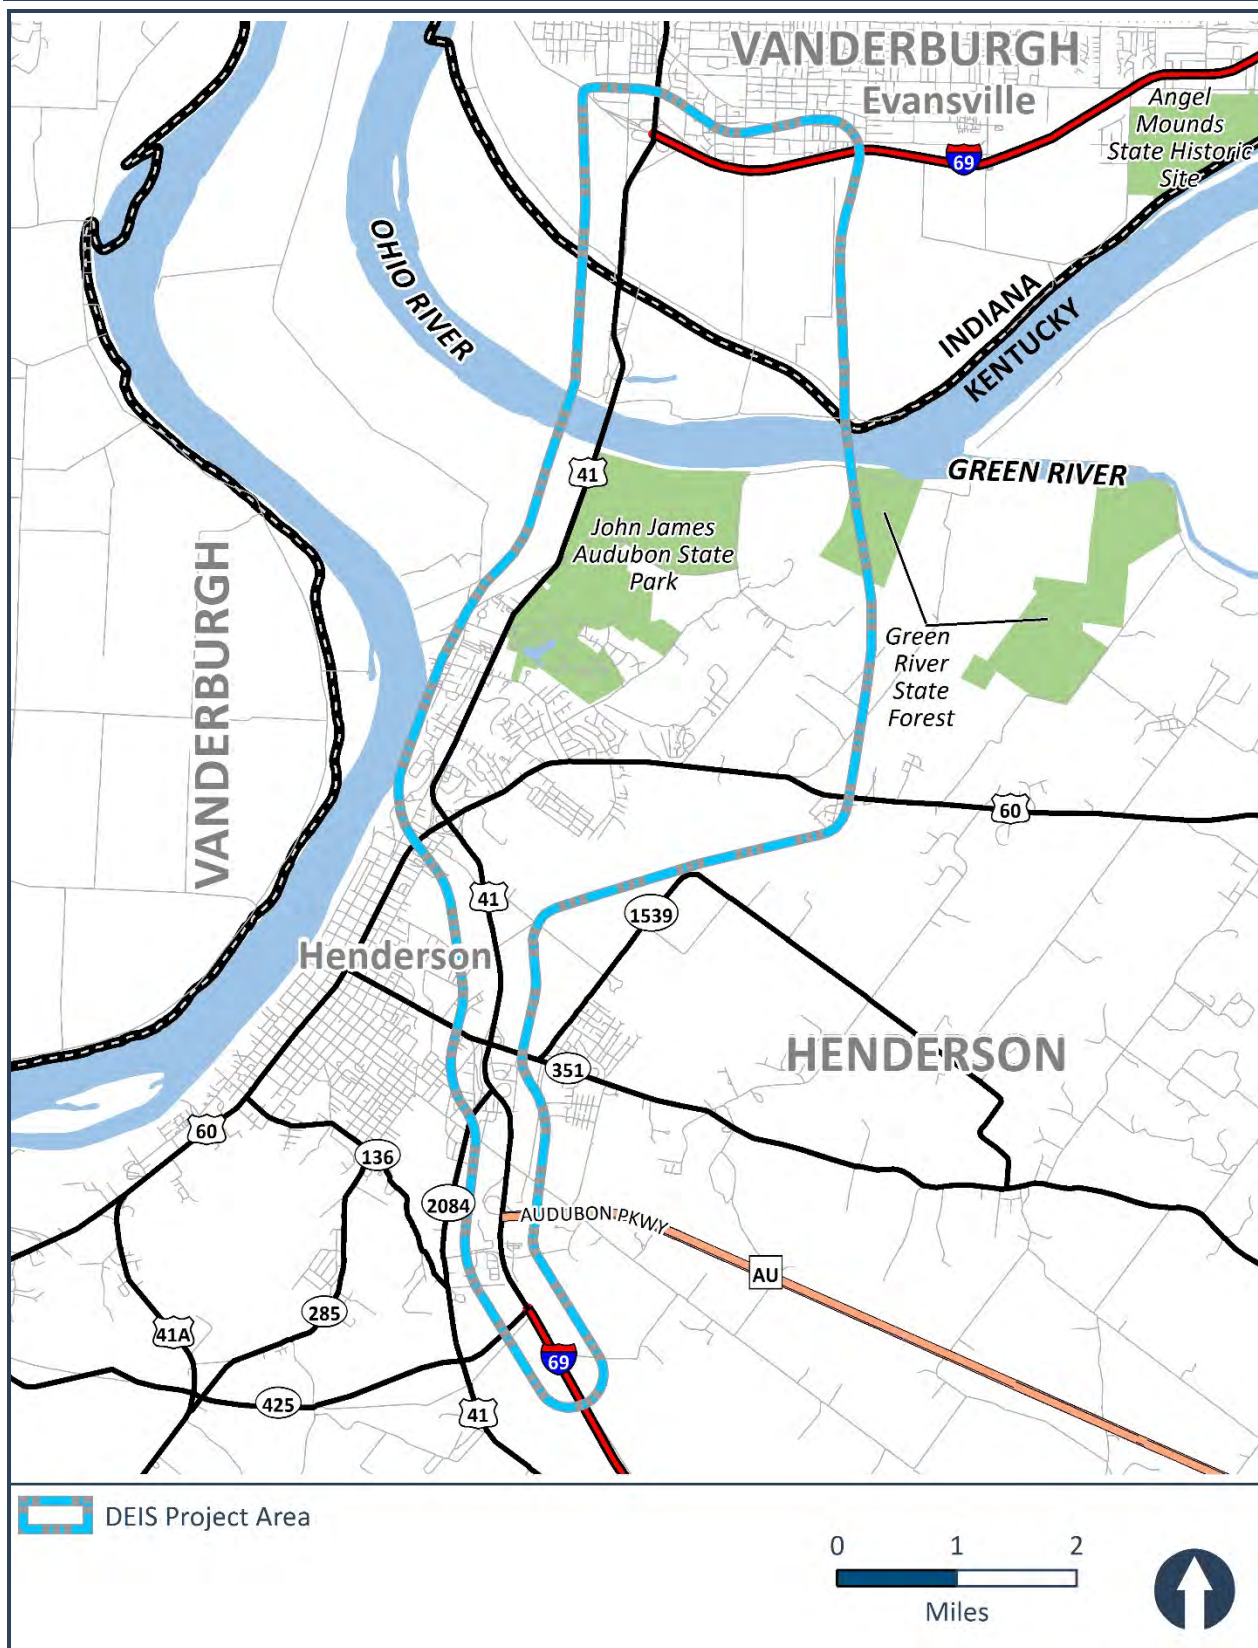 VANDERBURGH
Evansville
Angel
Mounds
State Historic
Site
69
OHIO RIVER
INDIANA
KENTUCKY
41
GREEN RIVER
John James
Audubon State
Park
VANDERBURGH
Green
River
State
Forest
60
41
1539
Henderson
HENDERSON
351
60
136
2084
AUDUBON PKWY
AU
285
41A
69
425
41
DEIS Project Area
0 1 2
Miles